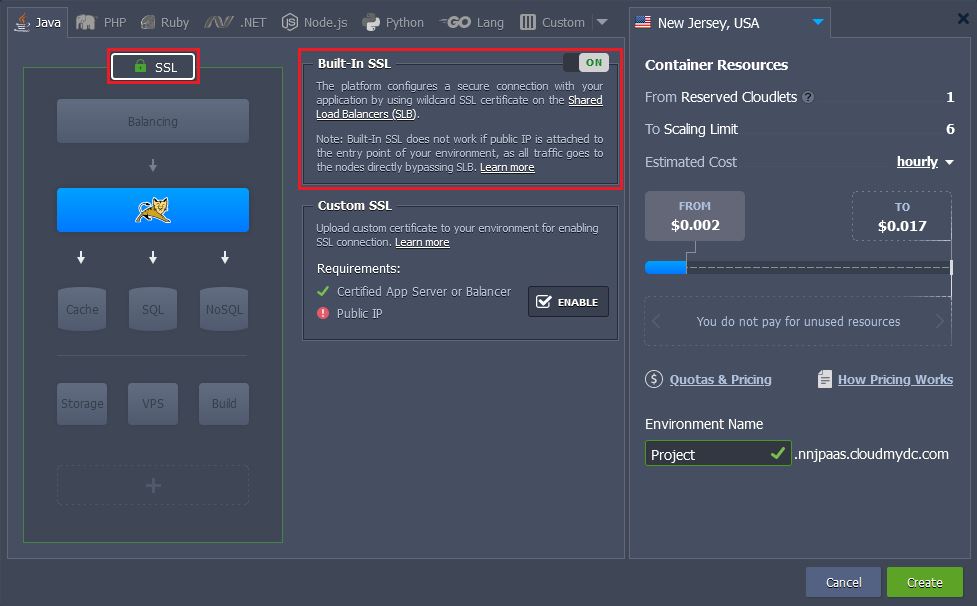 Java
PHP
Ruby
.NET
Node.js
Python
Lang
Custom
New Jersey, USA
SSL
Balancing
Cache
SQL
NoSQL
Storage
VPS
Build
Built-In SSL
ON
The platform configures a secure connection with your
application by using wildcard SSL certificate on the Shared
Load Balancers (SLB).
Note: Built-In SSL does not work if public IP is attached to
the entry point of your environment, as all traffic goes to
the nodes directly bypassing SLB. Learn more
Custom SSL
Upload custom certificate to your environment for enabling
SSL connection. Learn more
Requirements:
Certified App Server or Balancer
Public IP
ENABLE
Container Resources
From Reserved Cloudlets ? 1
To Scaling Limit 6
Estimated Cost hourly
FROM
$0.002
TO
$0.017
You do not pay for unused resources
Quotas & Pricing
How Pricing Works
Environment Name
Project .nnjpaas.cloudmydc.com
Cancel
Create